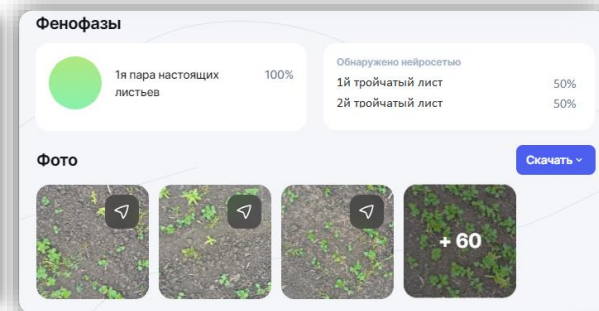 Фенофазы
1я пара настоящих 100%
листьев
Обнаружено нейросетью
1й тройчатый лист 50%
2й тройчатый лист 50%
Фото
Скачать
+ 60